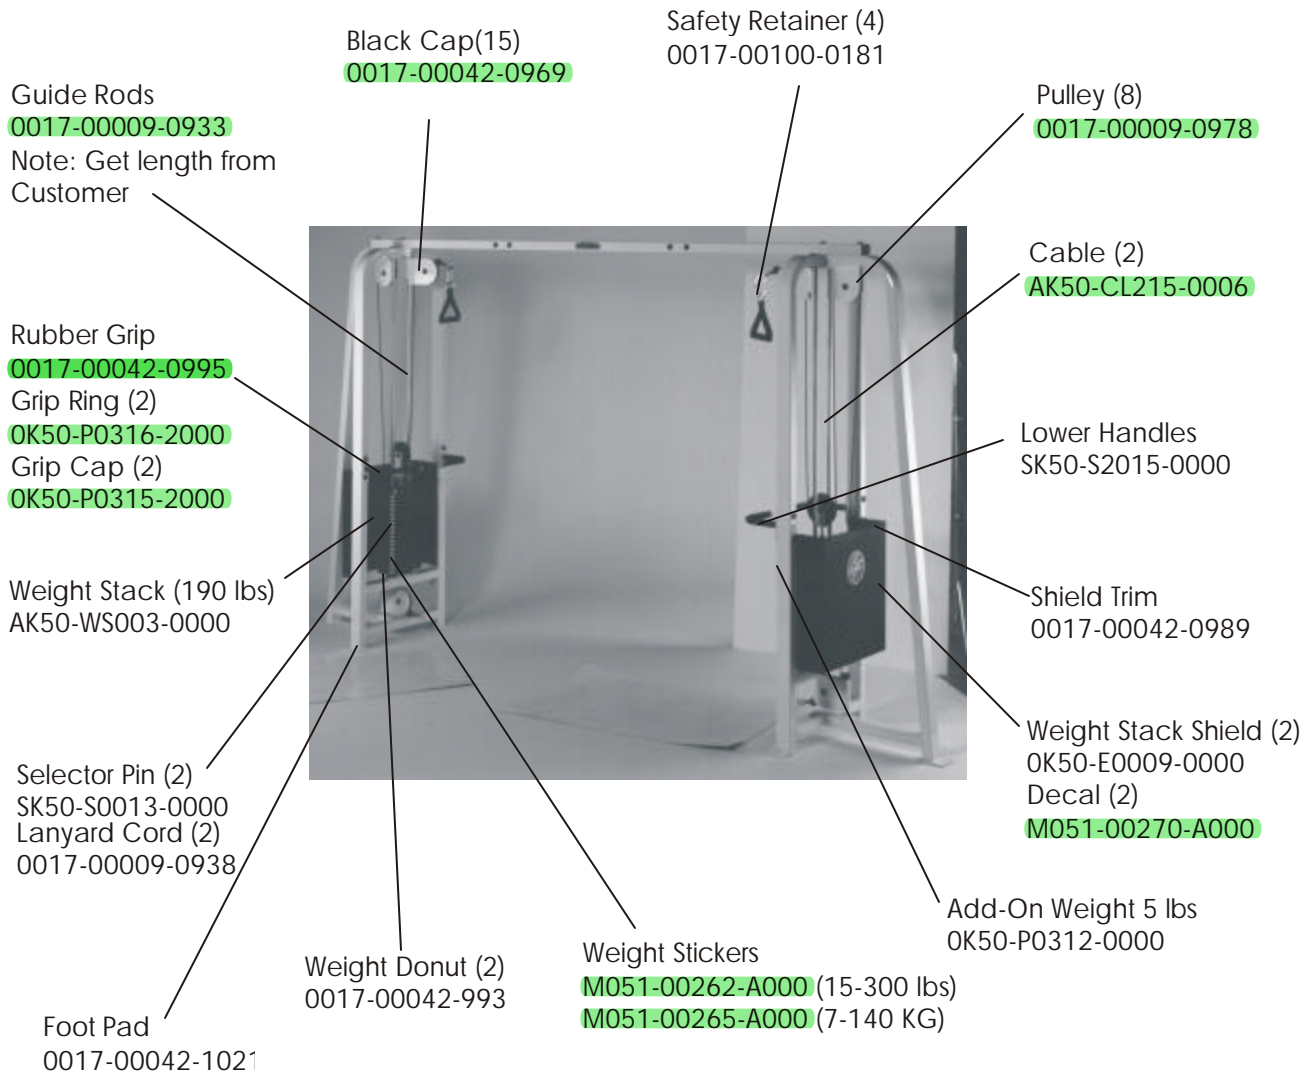 Safety Retainer (4)
0017-00100-0181
Black Cap(15)
0017-00042-0969
Guide Rods
0017-00009-0933
Note: Get length from
Customer
Pulley (8)
0017-00009-0978
Cable (2)
AK50-CL215-0006
Rubber Grip
0017-00042-0995
Grip Ring (2)
0K50-P0316-2000
Grip Cap (2)
0K50-P0315-2000
Lower Handles
SK50-S2015-0000
Weight Stack (190 lbs)
AK50-WS003-0000
Shield Trim
0017-00042-0989
Weight Stack Shield (2)
0K50-E0009-0000
Decal (2)
M051-00270-A000
Selector Pin (2)
SK50-S0013-0000
Lanyard Cord (2)
0017-00009-0938
Add-On Weight 5 lbs
0K50-P0312-0000
Weight Donut (2)
0017-00042-993
Weight Stickers
M051-00262-A000 (15-300 lbs)
M051-00265-A000 (7-140 KG)
Foot Pad
0017-00042-1021